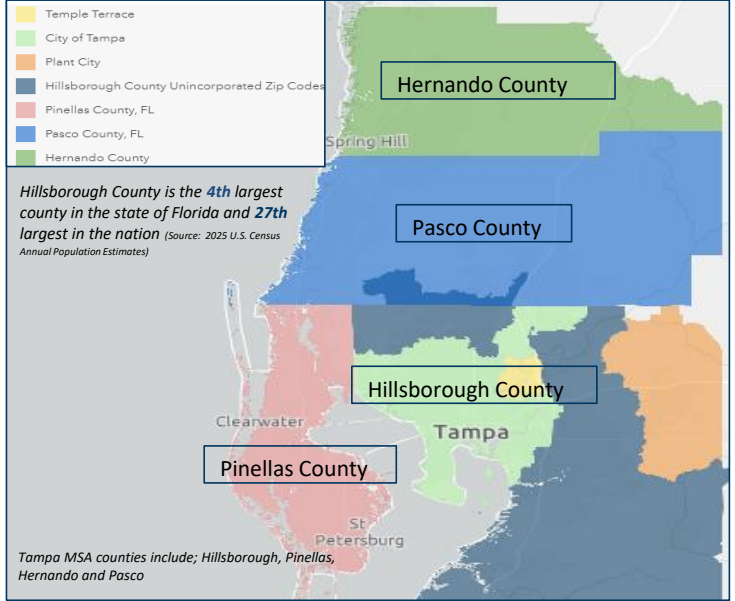 Temple Terrace
City of Tampa
Plant City
Hillsborough County Unincorporated Zip Codes
Pinellas County, FL
Pasco County, FL
Hernando County
Hernando County
Spring Hill
Hillsborough County is the 4th largest
county in the state of Florida and 27th
largest in the nation (Source: 2025 U.S. Census
Annual Population Estimates)
Pasco County
Hillsborough County
Clearwater
Tampa
Pinellas County
St
Petersburg
Tampa MSA counties include; Hillsborough, Pinellas,
Hernando and Pasco